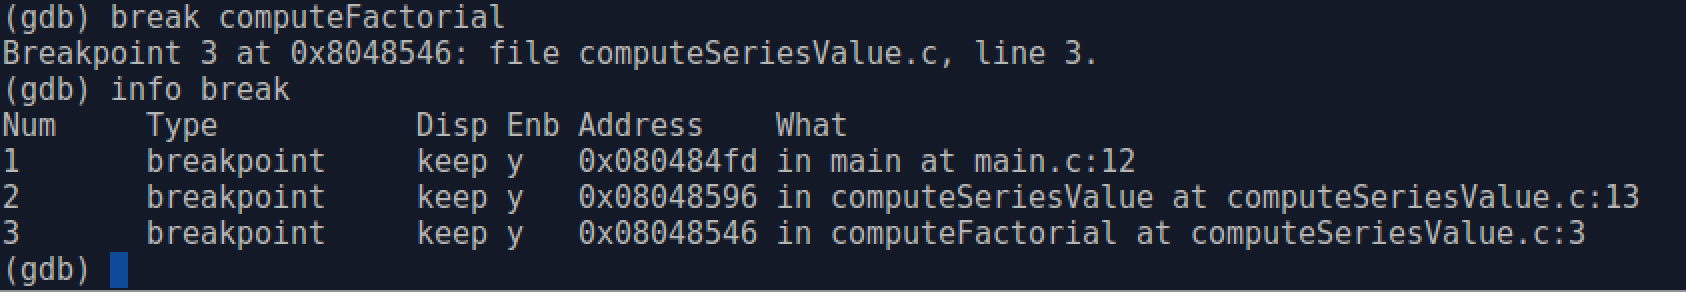 (gdb) break computeFactorial
Breakpoint 3 at 0x8048546: file computeSeriesValue.c, line 3.
(gdb) info break
Num     Type           Disp Enb Address    What
1       breakpoint     keep y   0x080484fd in main at main.c:12
2       breakpoint     keep y   0x08048596 in computeSeriesValue at computeSeriesValue.c:13
3       breakpoint     keep y   0x08048546 in computeFactorial at computeSeriesValue.c:3
(gdb)